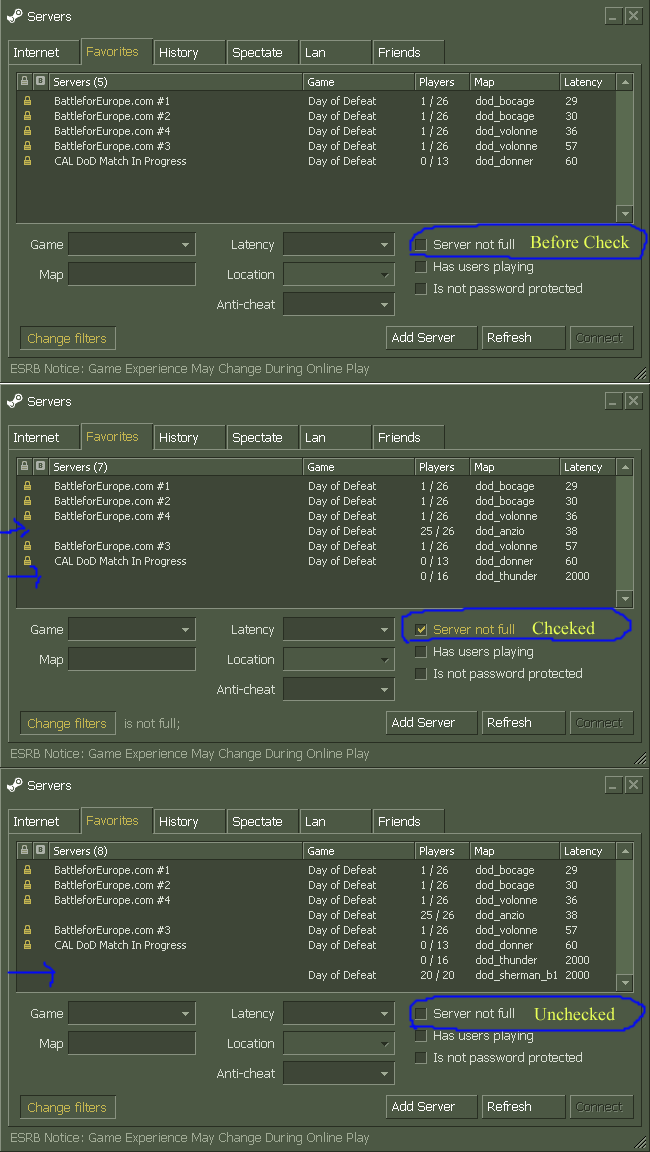 Servers
Internet Favorites History Spectate Lan Friends
B Servers (5) Game Players Map Latency
BattleforEurope.com #1 Day of Defeat 1 / 26 dod_bocage 29
BattleforEurope.com #2 Day of Defeat 1 / 26 dod_bocage 30
BattleforEurope.com #4 Day of Defeat 1 / 26 dod_volonne 36
BattleforEurope.com #3 Day of Defeat 1 / 26 dod_volonne 57
CAL DoD Match In Progress Day of Defeat 0 / 13 dod_donner 60
Game Latency Server not full Before Check
Map Location Has users playing
Anti-cheat Is not password protected
Change filters Add Server Refresh Connect
ESRB Notice: Game Experience May Change During Online Play
Servers
Internet Favorites History Spectate Lan Friends
B Servers (7) Game Players Map Latency
BattleforEurope.com #1 Day of Defeat 1 / 26 dod_bocage 29
BattleforEurope.com #2 Day of Defeat 1 / 26 dod_bocage 30
BattleforEurope.com #4 Day of Defeat 1 / 26 dod_volonne 36
Day of Defeat 25 / 26 dod_anzio 38
BattleforEurope.com #3 Day of Defeat 1 / 26 dod_volonne 57
CAL DoD Match In Progress Day of Defeat 0 / 13 dod_donner 60
0 / 16 dod_thunder 2000
Game Latency Server not full Chceked
Map Location Has users playing
Anti-cheat Is not password protected
Change filters is not full; Add Server Refresh Connect
ESRB Notice: Game Experience May Change During Online Play
Servers
Internet Favorites History Spectate Lan Friends
B Servers (8) Game Players Map Latency
BattleforEurope.com #1 Day of Defeat 1 / 26 dod_bocage 29
BattleforEurope.com #2 Day of Defeat 1 / 26 dod_bocage 30
BattleforEurope.com #4 Day of Defeat 1 / 26 dod_volonne 36
Day of Defeat 25 / 26 dod_anzio 38
BattleforEurope.com #3 Day of Defeat 1 / 26 dod_volonne 57
CAL DoD Match In Progress Day of Defeat 0 / 13 dod_donner 60
0 / 16 dod_thunder 2000
Day of Defeat 20 / 20 dod_sherman_b1 2000
Game Latency Server not full Unchecked
Map Location Has users playing
Anti-cheat Is not password protected
Change filters Add Server Refresh Connect
ESRB Notice: Game Experience May Change During Online Play